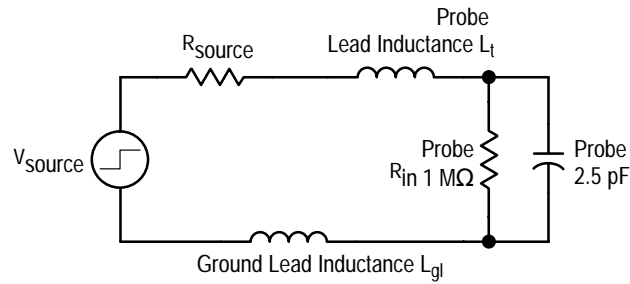 Probe
Lead Inductance Lt
Rsource
Vsource
Probe
Rin 1 MΩ
Probe
2.5 pF
Ground Lead Inductance Lgl